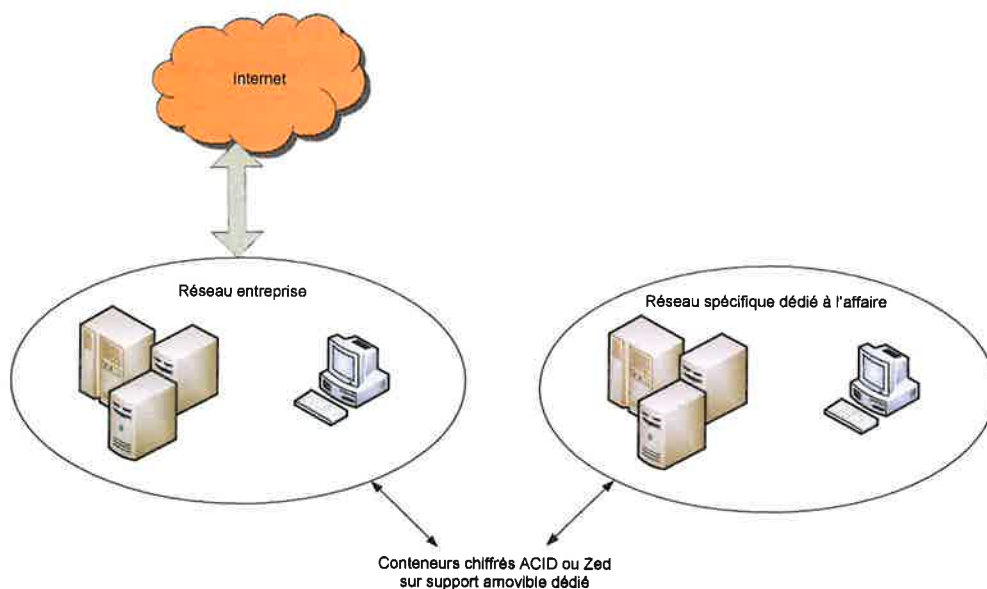 Internet
Réseau entreprise
Réseau spécifique dédié à l'affaire
Conteneurs chiffrés ACID ou Zed
sur support amovible dédié